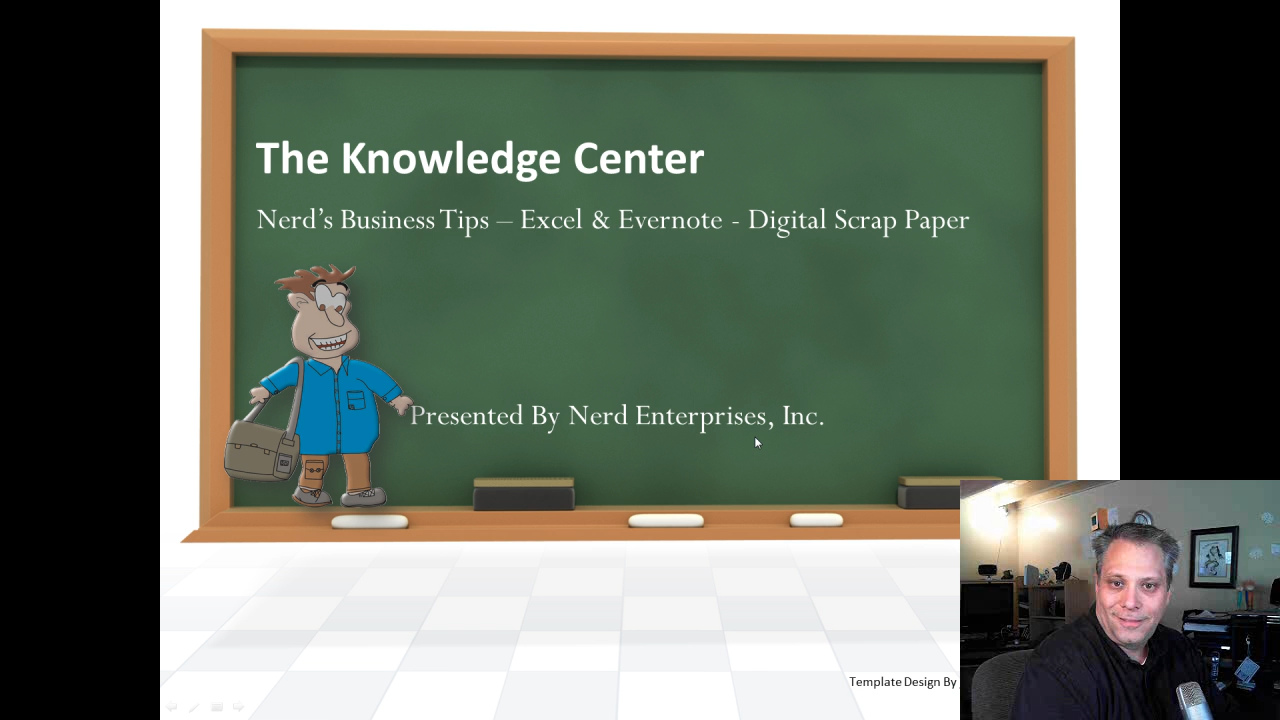 The Knowledge Center
Nerd’s Business Tips – Excel & Evernote - Digital Scrap Paper
Presented By Nerd Enterprises, Inc.
Template Design By